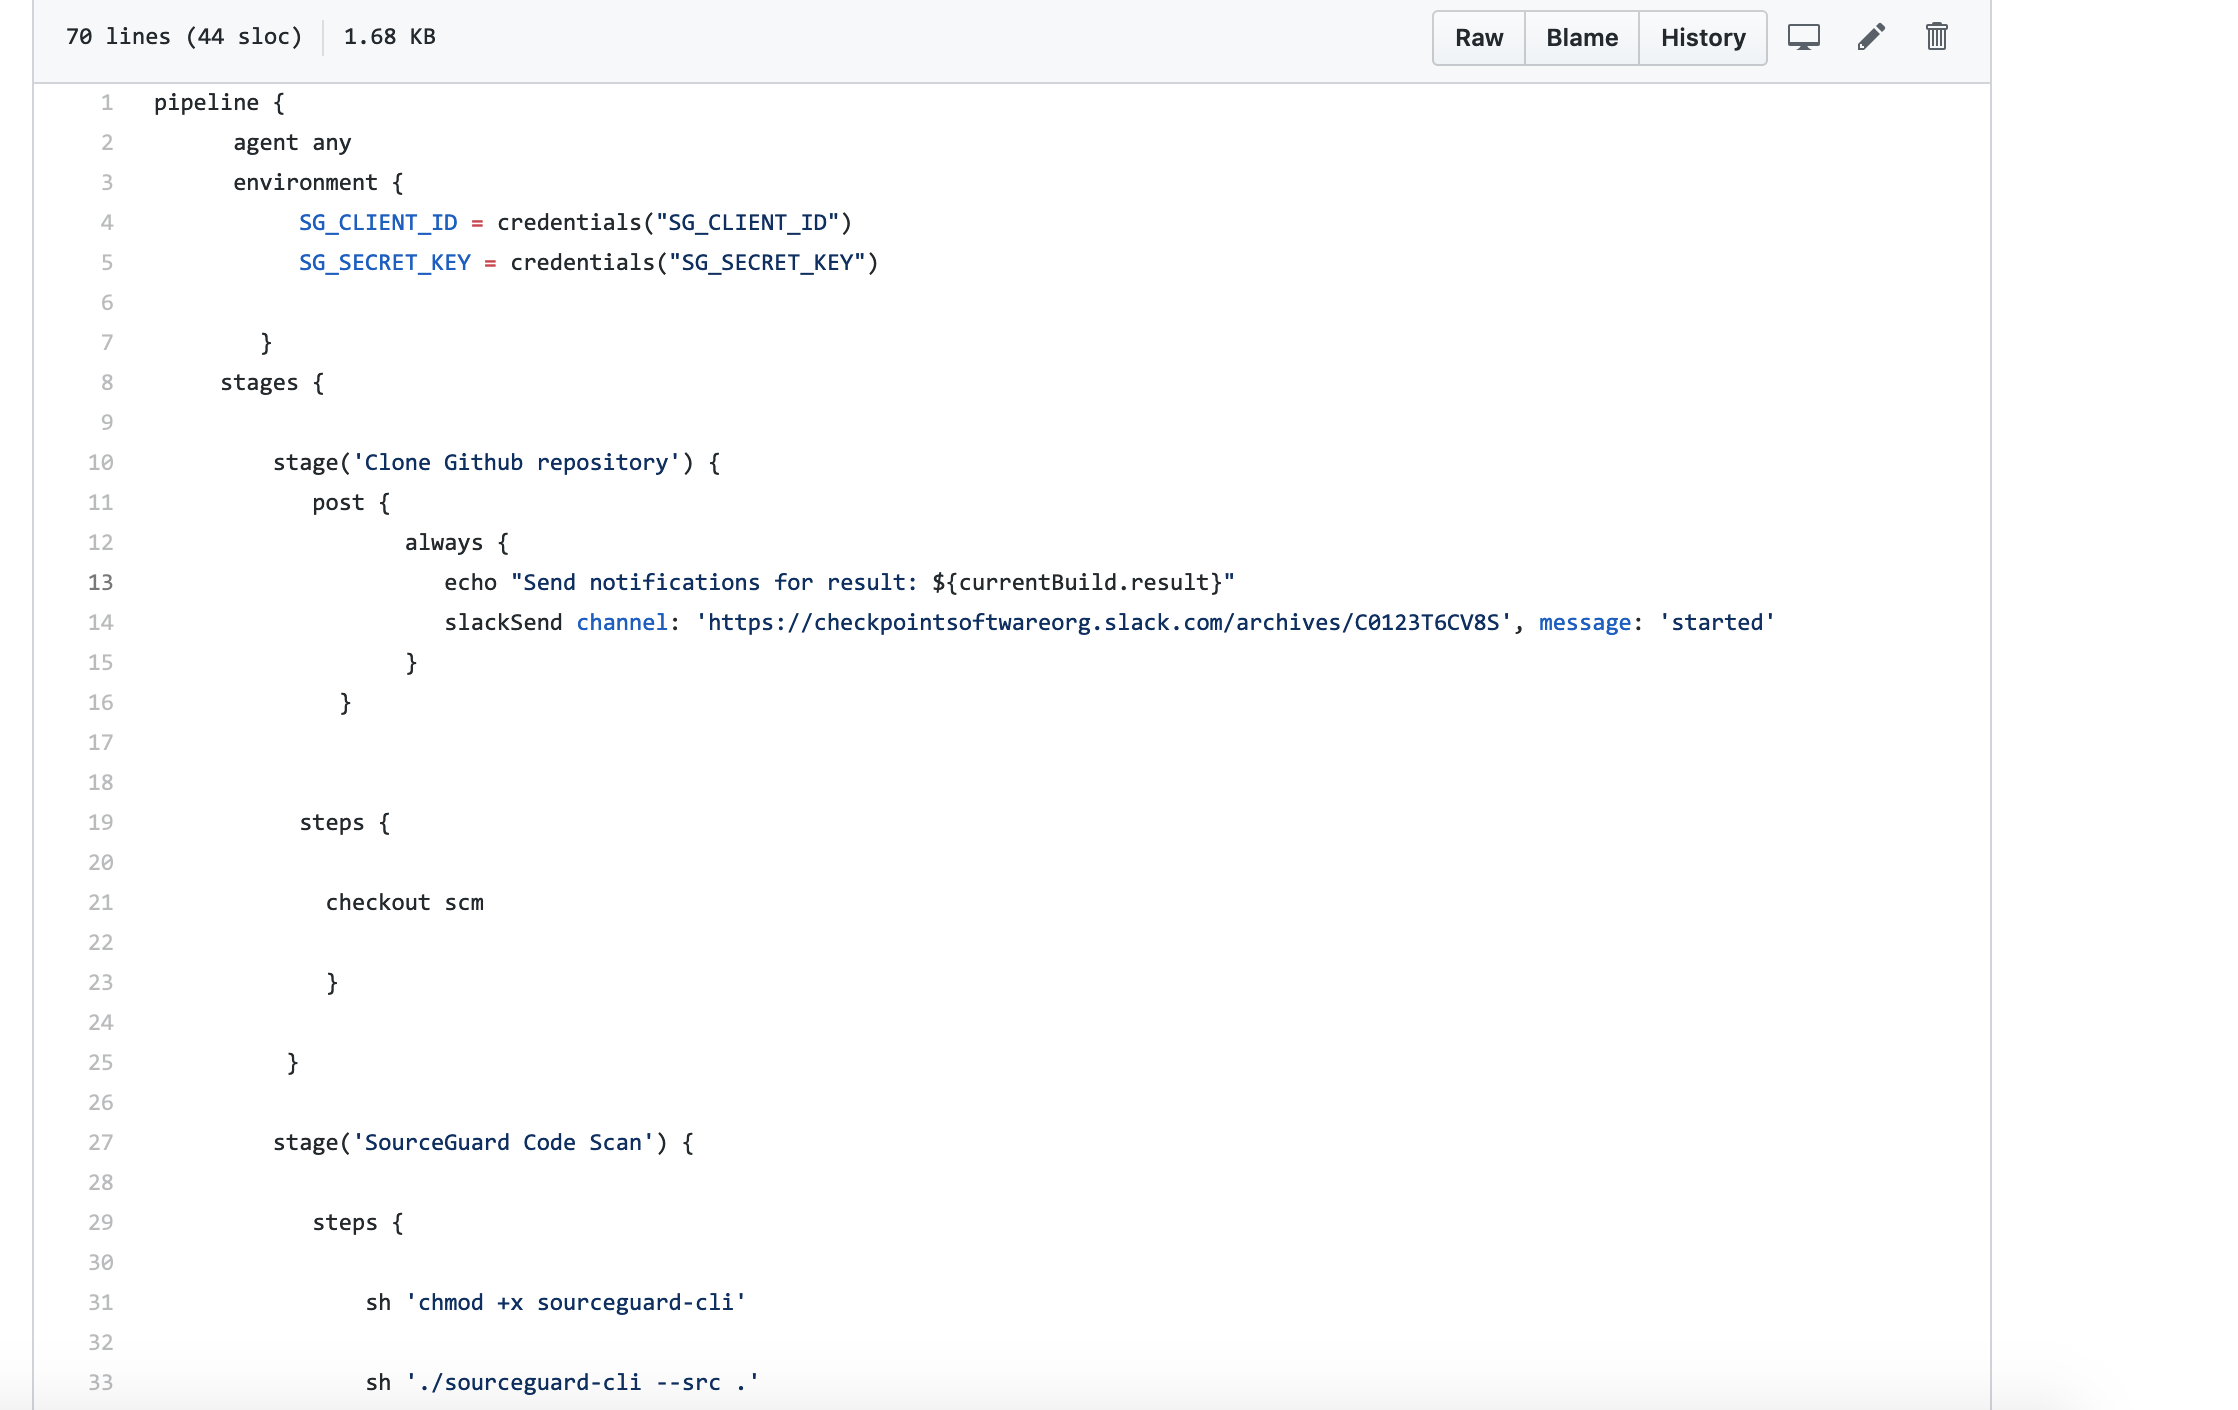 70 lines (44 sloc) 1.68 KB Raw Blame History
1 pipeline {
2 agent any
3 environment {
4 SG_CLIENT_ID = credentials("SG_CLIENT_ID")
5 SG_SECRET_KEY = credentials("SG_SECRET_KEY")
6
7 }
8 stages {
9
10 stage('Clone Github repository') {
11 post {
12 always {
13 echo "Send notifications for result: ${currentBuild.result}"
14 slackSend channel: 'https://checkpointsoftwareorg.slack.com/archives/C0123T6CV8S', message: 'started'
15 }
16 }
17
18
19 steps {
20
21 checkout scm
22
23 }
24
25 }
26
27 stage('SourceGuard Code Scan') {
28
29 steps {
30
31 sh 'chmod +x sourceguard-cli'
32
33 sh './sourceguard-cli --src .'